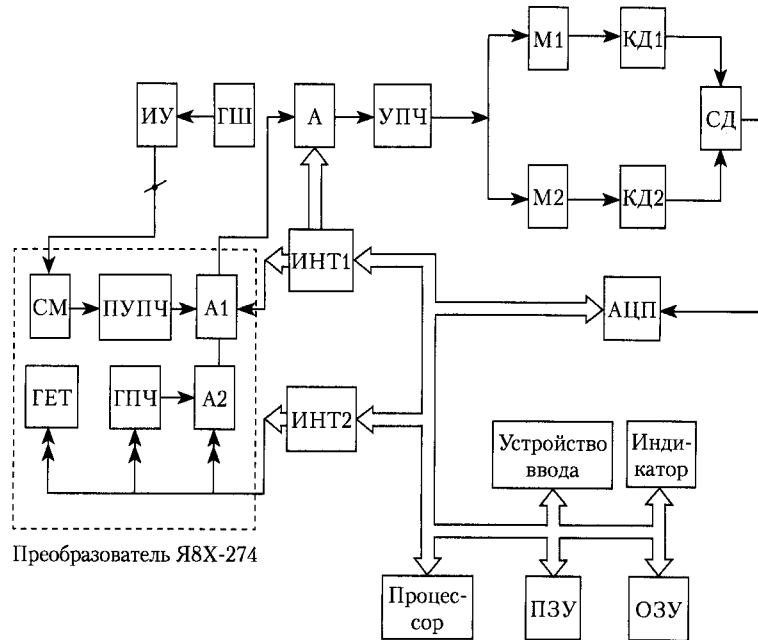 М1
КД1
ИУ
ГШ
А
УПЧ
СД
М2
КД2
ИНТ1
СМ
ПУПЧ
А1
АЦП
ГЕТ
ГПЧ
А2
ИНТ2
Устройство
ввода
Инди-
катор
Преобразователь Я8Х-274
Процес-
сор
ПЗУ
ОЗУ